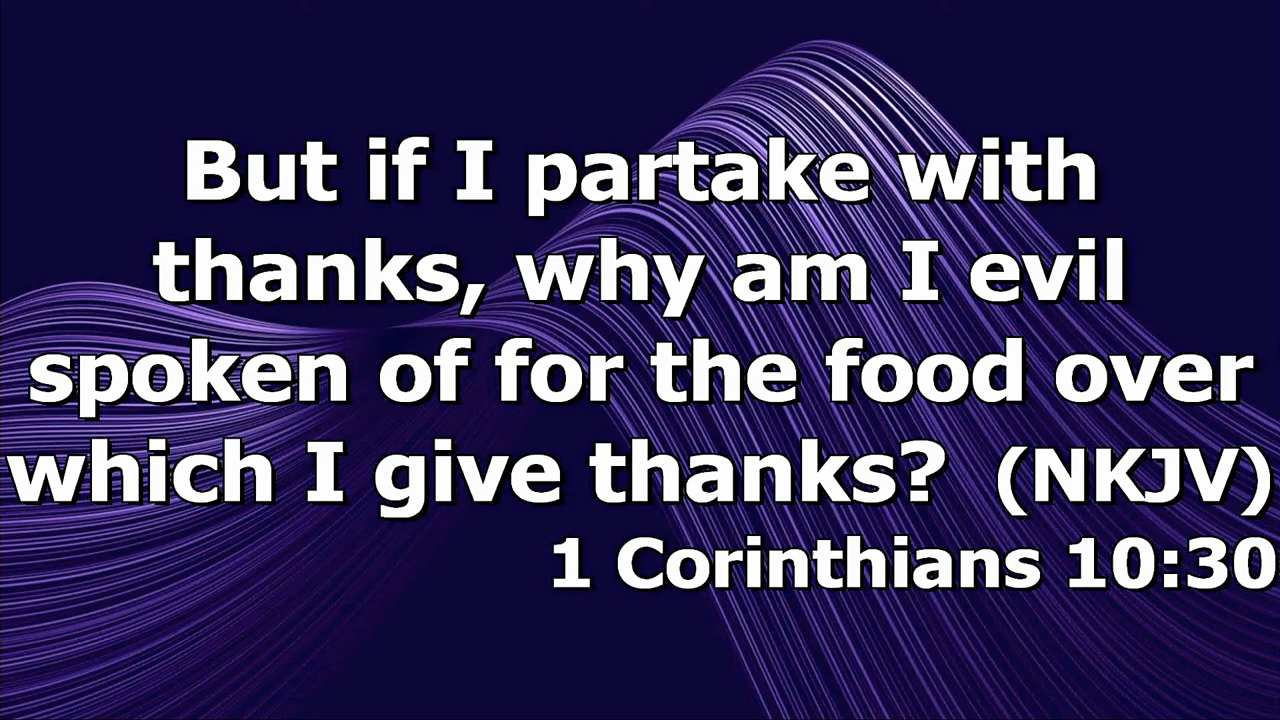 But if I partake with
thanks, why am I evil
spoken of for the food over
which I give thanks? (NKJV)
1 Corinthians 10:30